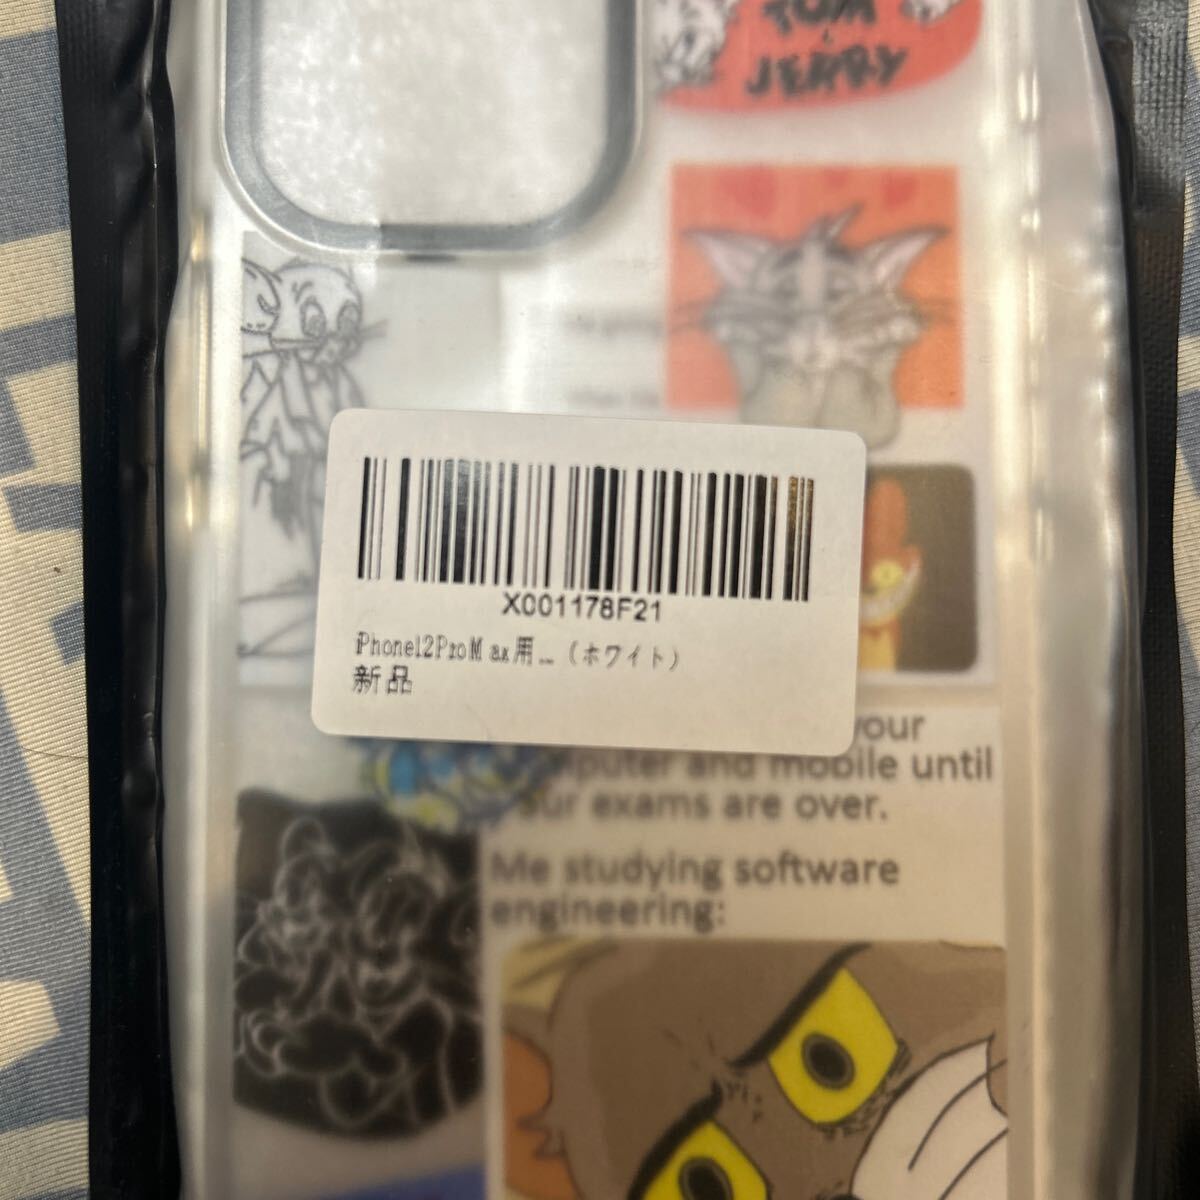 TOM
JERRY
X001178F21
iPhone12ProMax用...（ホワイト）
新品
your
computer and mobile until
your exams are over.
Me studying software
engineering: